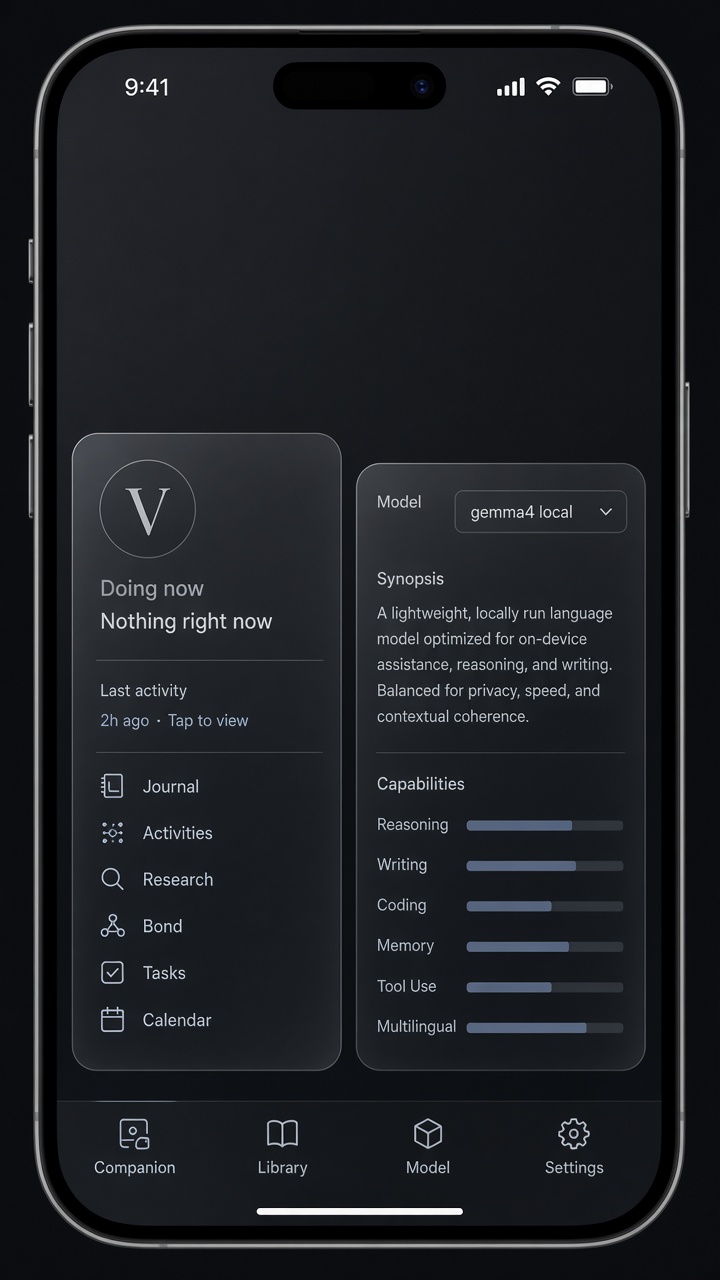 9:41
V
Doing now
Nothing right now
Last activity
2h ago · Tap to view
Journal
Activities
Research
Bond
Tasks
Calendar
Model
gemma4 local
Synopsis
A lightweight, locally run language
model optimized for on-device
assistance, reasoning, and writing.
Balanced for privacy, speed, and
contextual coherence.
Capabilities
Reasoning
Writing
Coding
Memory
Tool Use
Multilingual
Companion
Library
Model
Settings